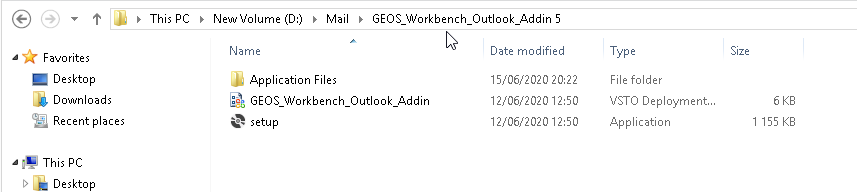 This PC New Volume (D:) Mail GEOS_Workbench_Outlook_Addin 5
Favorites
Desktop
Downloads
Recent places
This PC
Desktop
Name Date modified Type Size
Application Files 15/06/2020 20:22 File folder
GEOS_Workbench_Outlook_Addin 12/06/2020 12:50 VSTO Deployment... 6 KB
setup 12/06/2020 12:50 Application 1 155 KB